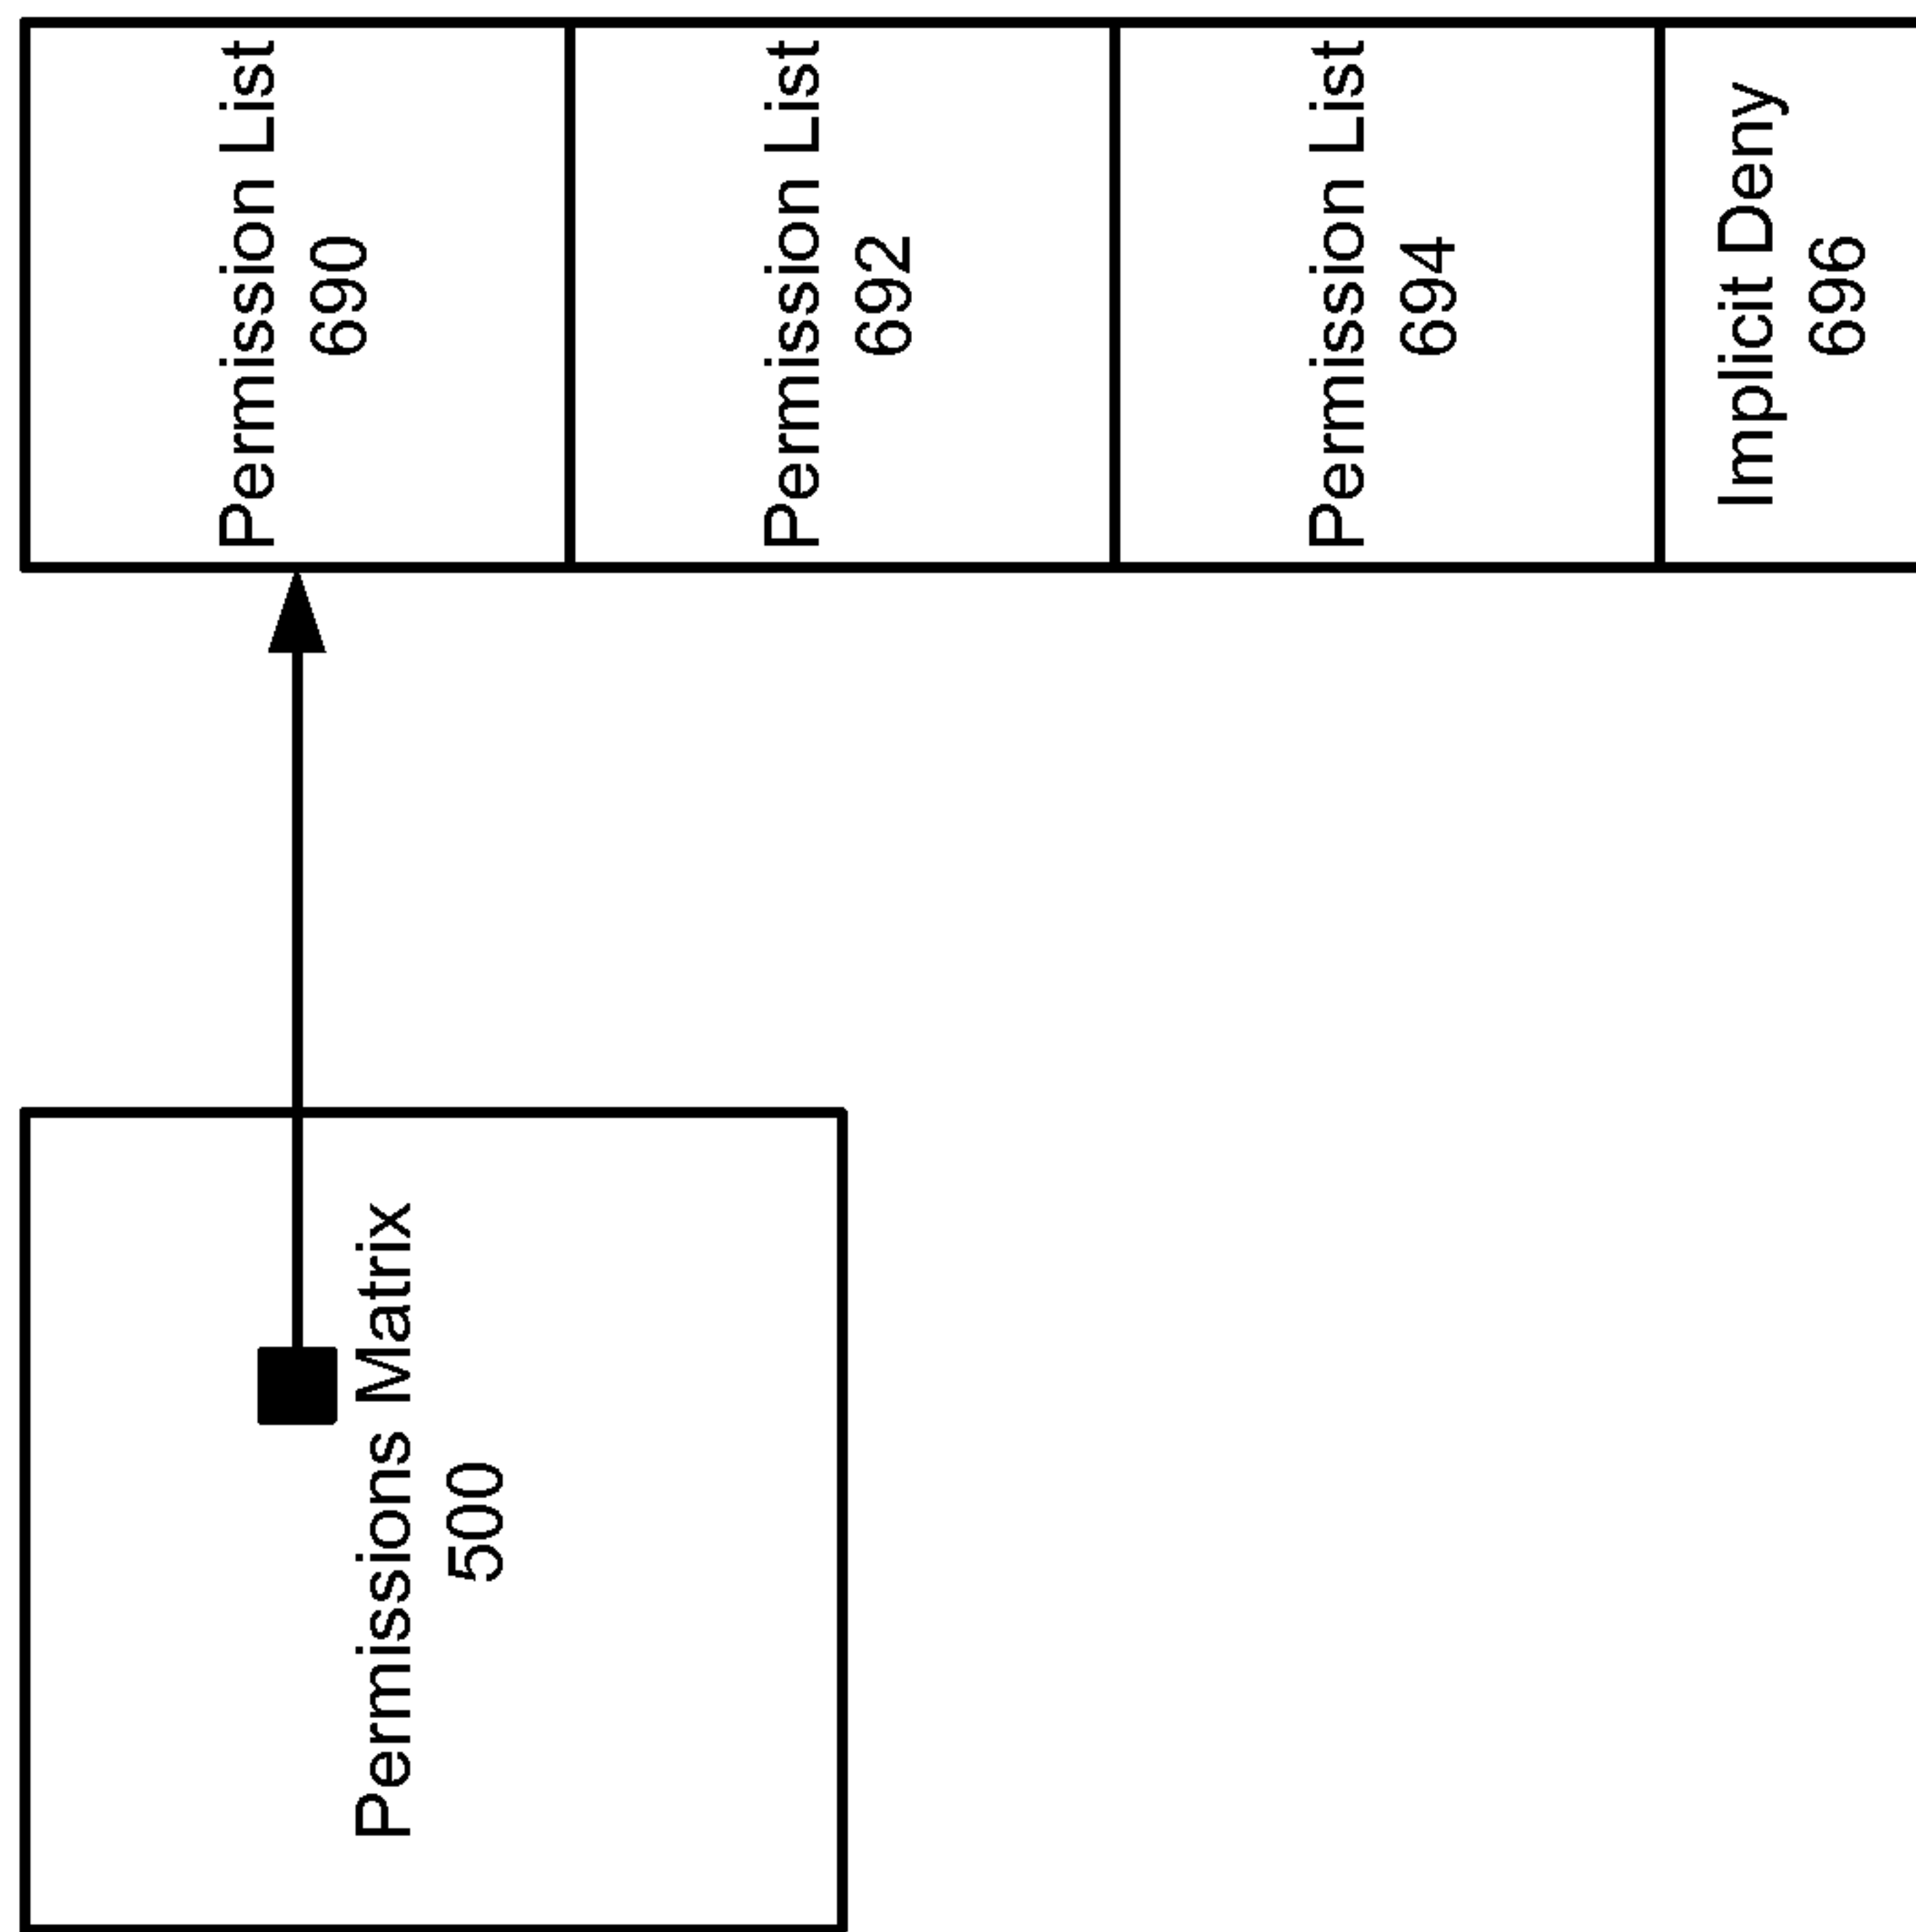 Permissions Matrix
500
Permission List
690
Permission List
692
Permission List
694
Implicit Deny
696